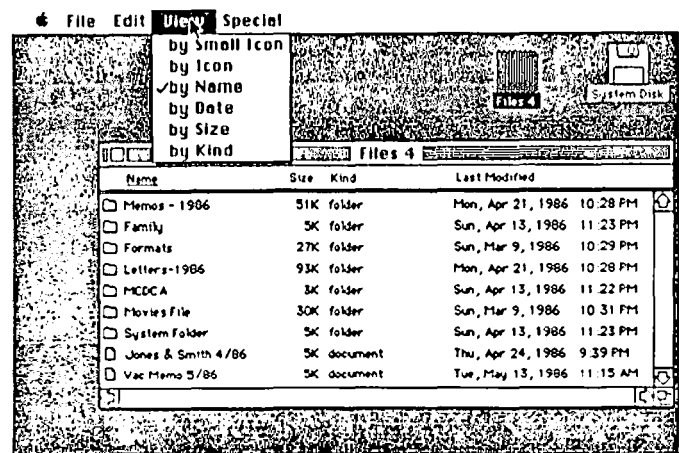 File Edit View Special
by Small Icon
by Icon
✓by Name
by Date
by Size
by Kind
Files 4
System Disk
Files 4
Name Size Kind Last Modified
Memos - 1986 51K folder Mon, Apr 21, 1986 10:28 PM
Family 5K folder Sun, Apr 13, 1986 11:23 PM
Formats 27K folder Sun, Mar 9, 1986 10:29 PM
Letters-1986 93K folder Mon, Apr 21, 1986 10:28 PM
MCDCA 3K folder Sun, Apr 13, 1986 11:22 PM
Movies File 30K folder Sun, Mar 9, 1986 10:31 PM
System Folder 5K folder Sun, Apr 13, 1986 11:23 PM
Jones & Smith 4/86 5K document Thu, Apr 24, 1986 9:39 PM
Vac Memo 5/86 5K document Tue, May 13, 1986 11:15 AM